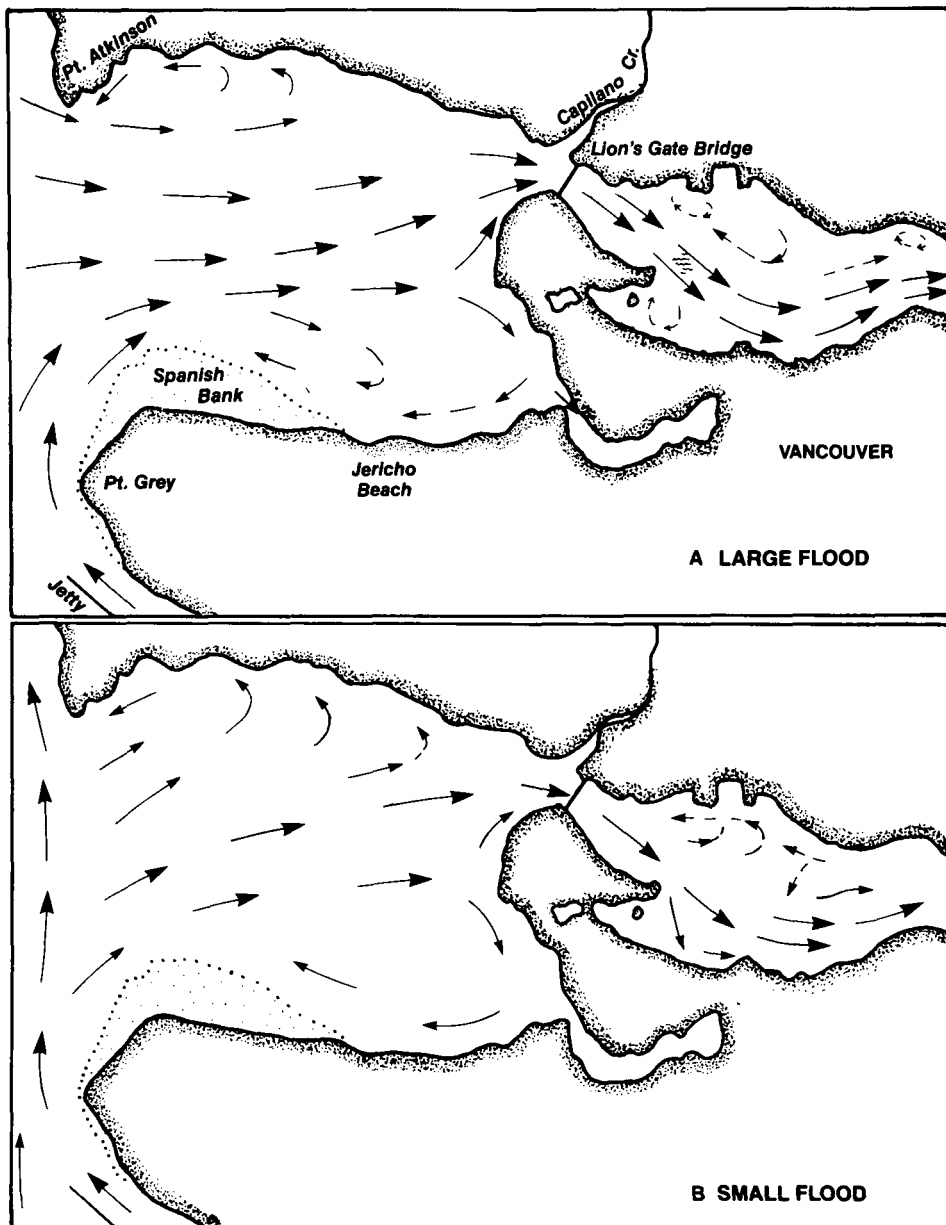 Pt. Atkinson
Capilano Cr.
Lion's Gate Bridge
Spanish
Bank
Pt. Grey
Jericho
Beach
VANCOUVER
Jetty
A LARGE FLOOD
B SMALL FLOOD